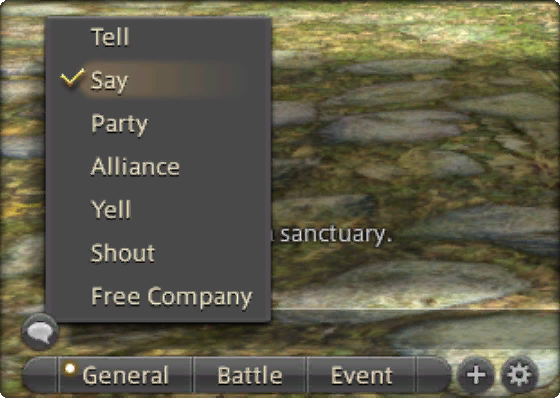 Tell
Say
Party
Alliance
Yell
sanctuary.
Shout
Free Company
General
Battle
Event